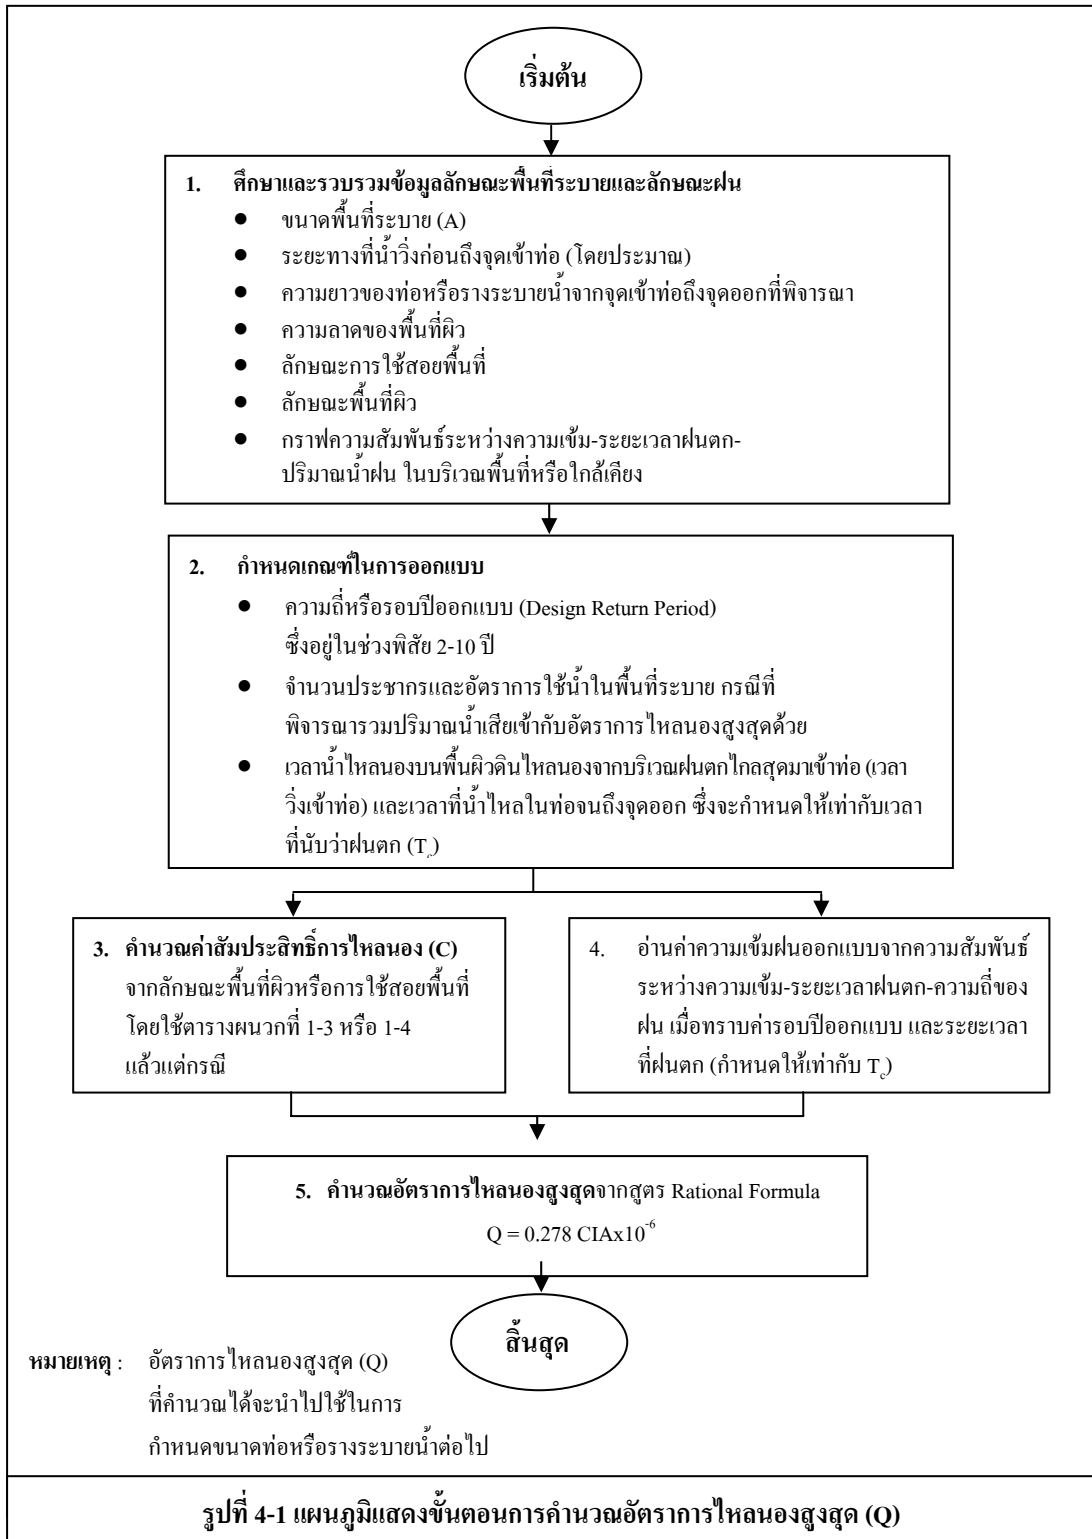 เริ่มต้น
1. ศึกษาและรวบรวมข้อมูลลักษณะพื้นที่ระบายและลักษณะฝน
● ขนาดพื้นที่ระบาย (A)
● ระยะทางที่น้ำวิ่งก่อนถึงจุดเข้าท่อ (โดยประมาณ)
● ความยาวของท่อหรือรางระบายน้ำจากจุดเข้าท่อถึงจุดออกที่พิจารณา
● ความลาดของพื้นที่ผิว
● ลักษณะการใช้สอยพื้นที่
● ลักษณะพื้นที่ผิว
● กราฟความสัมพันธ์ระหว่างความเข้ม-ระยะเวลาฝนตก-
ปริมาณน้ำฝน ในบริเวณพื้นที่หรือใกล้เคียง
2. กำหนดเกณฑ์ในการออกแบบ
● ความถี่หรือรอบปีออกแบบ (Design Return Period)
ซึ่งอยู่ในช่วงพิสัย 2-10 ปี
● จำนวนประชากรและอัตราการใช้น้ำในพื้นที่ระบาย กรณีที่
พิจารณารวมปริมาณน้ำเสียเข้ากับอัตราการไหลนองสูงสุดด้วย
● เวลาน้ำไหลนองบนพื้นผิวดินไหลนองจากบริเวณฝนตกไกลสุดมาเข้าท่อ (เวลา
วิ่งเข้าท่อ) และเวลาที่น้ำไหลในท่อจนถึงจุดออก ซึ่งจะกำหนดให้เท่ากับเวลา
ที่นับว่าฝนตก (Tc)
3. คำนวณค่าสัมประสิทธิ์การไหลนอง (C)
จากลักษณะพื้นที่ผิวหรือการใช้สอยพื้นที่
โดยใช้ตารางผนวกที่ 1-3 หรือ 1-4
แล้วแต่กรณี
4. อ่านค่าความเข้มฝนออกแบบจากความสัมพันธ์
ระหว่างความเข้ม-ระยะเวลาฝนตก-ความถี่ของ
ฝน เมื่อทราบค่ารอบปีออกแบบ และระยะเวลา
ที่ฝนตก (กำหนดให้เท่ากับ Tc)
5. คำนวณอัตราการไหลนองสูงสุดจากสูตร Rational Formula
Q = 0.278 CIAx10⁻⁶
สิ้นสุด
หมายเหตุ : อัตราการไหลนองสูงสุด (Q)
ที่คำนวณได้จะนำไปใช้ในการ
กำหนดขนาดท่อหรือรางระบายน้ำต่อไป
รูปที่ 4-1 แผนภูมิแสดงขั้นตอนการคำนวณอัตราการไหลนองสูงสุด (Q)